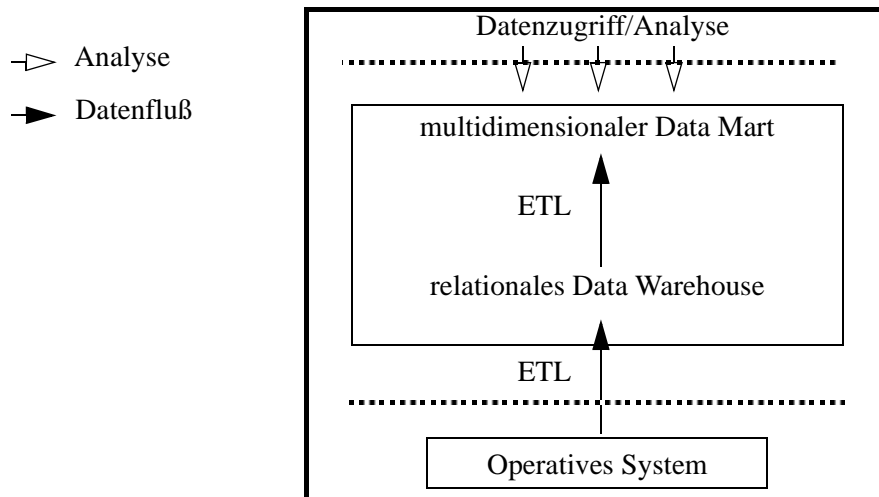 Analyse
Datenfluß
Datenzugriff/Analyse
multidimensionaler Data Mart
ETL
relationales Data Warehouse
ETL
Operatives System